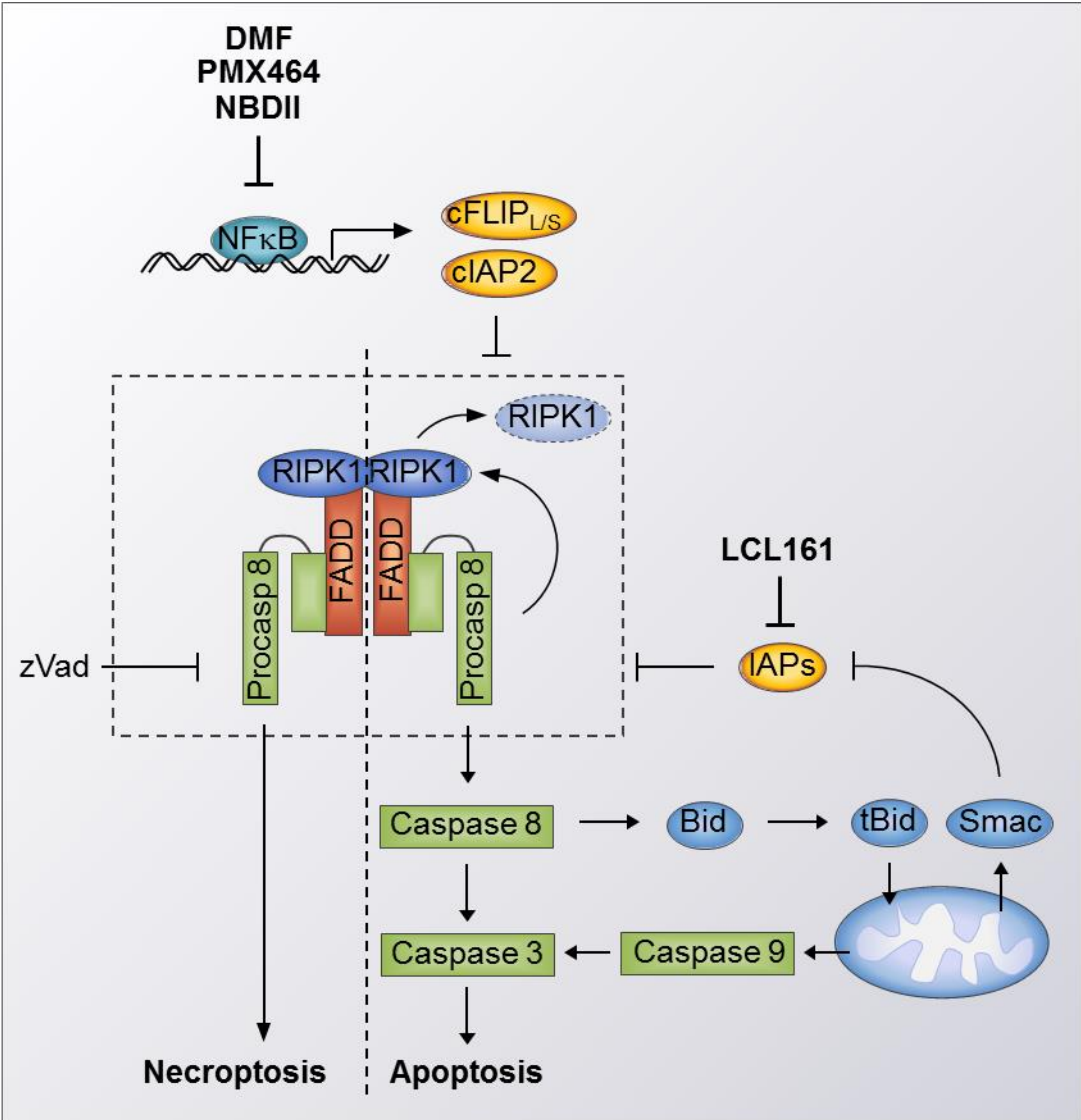 DMF
PMX464
NBDII
NFκB
cFLIPL/S
cIAP2
RIPK1
RIPK1 RIPK1
FADD
FADD
Procasp 8
Procasp 8
LCL161
zVad
IAPs
Caspase 8
Bid
tBid
Smac
Caspase 3
Caspase 9
Necroptosis
Apoptosis